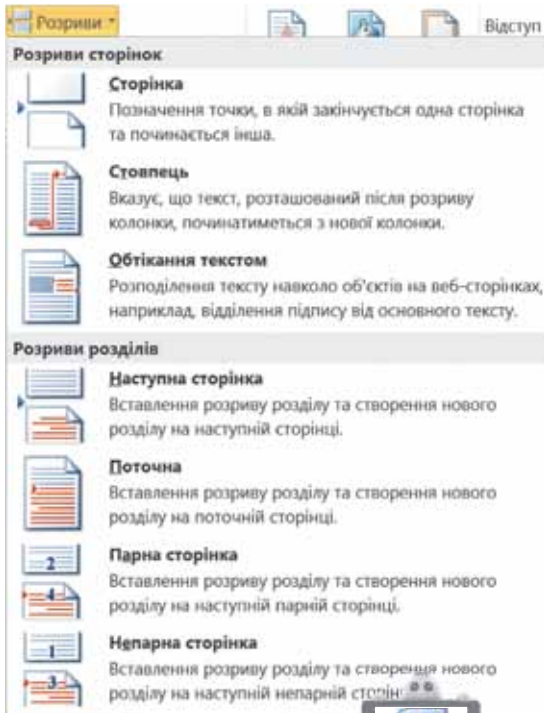 Розриви
Відступ
Розриви сторінок
Сторінка
Позначення точки, в якій закінчується одна сторінка
та починається інша.
Стовпець
Вказує, що текст, розташований після розриву
колонки, починатиметься з нової колонки.
Обтікання текстом
Розподілення тексту навколо об'єктів на веб-сторінках,
наприклад, відділення підпису від основного тексту.
Розриви розділів
Наступна сторінка
Вставлення розриву розділу та створення нового
розділу на наступній сторінці.
Поточна
Вставлення розриву розділу та створення нового
розділу на поточній сторінці.
Парна сторінка
2
4
Вставлення розриву розділу та створення нового
розділу на наступній парній сторінці.
Непарна сторінка
1
3
Вставлення розриву розділу та створення нового
розділу на наступній непарній